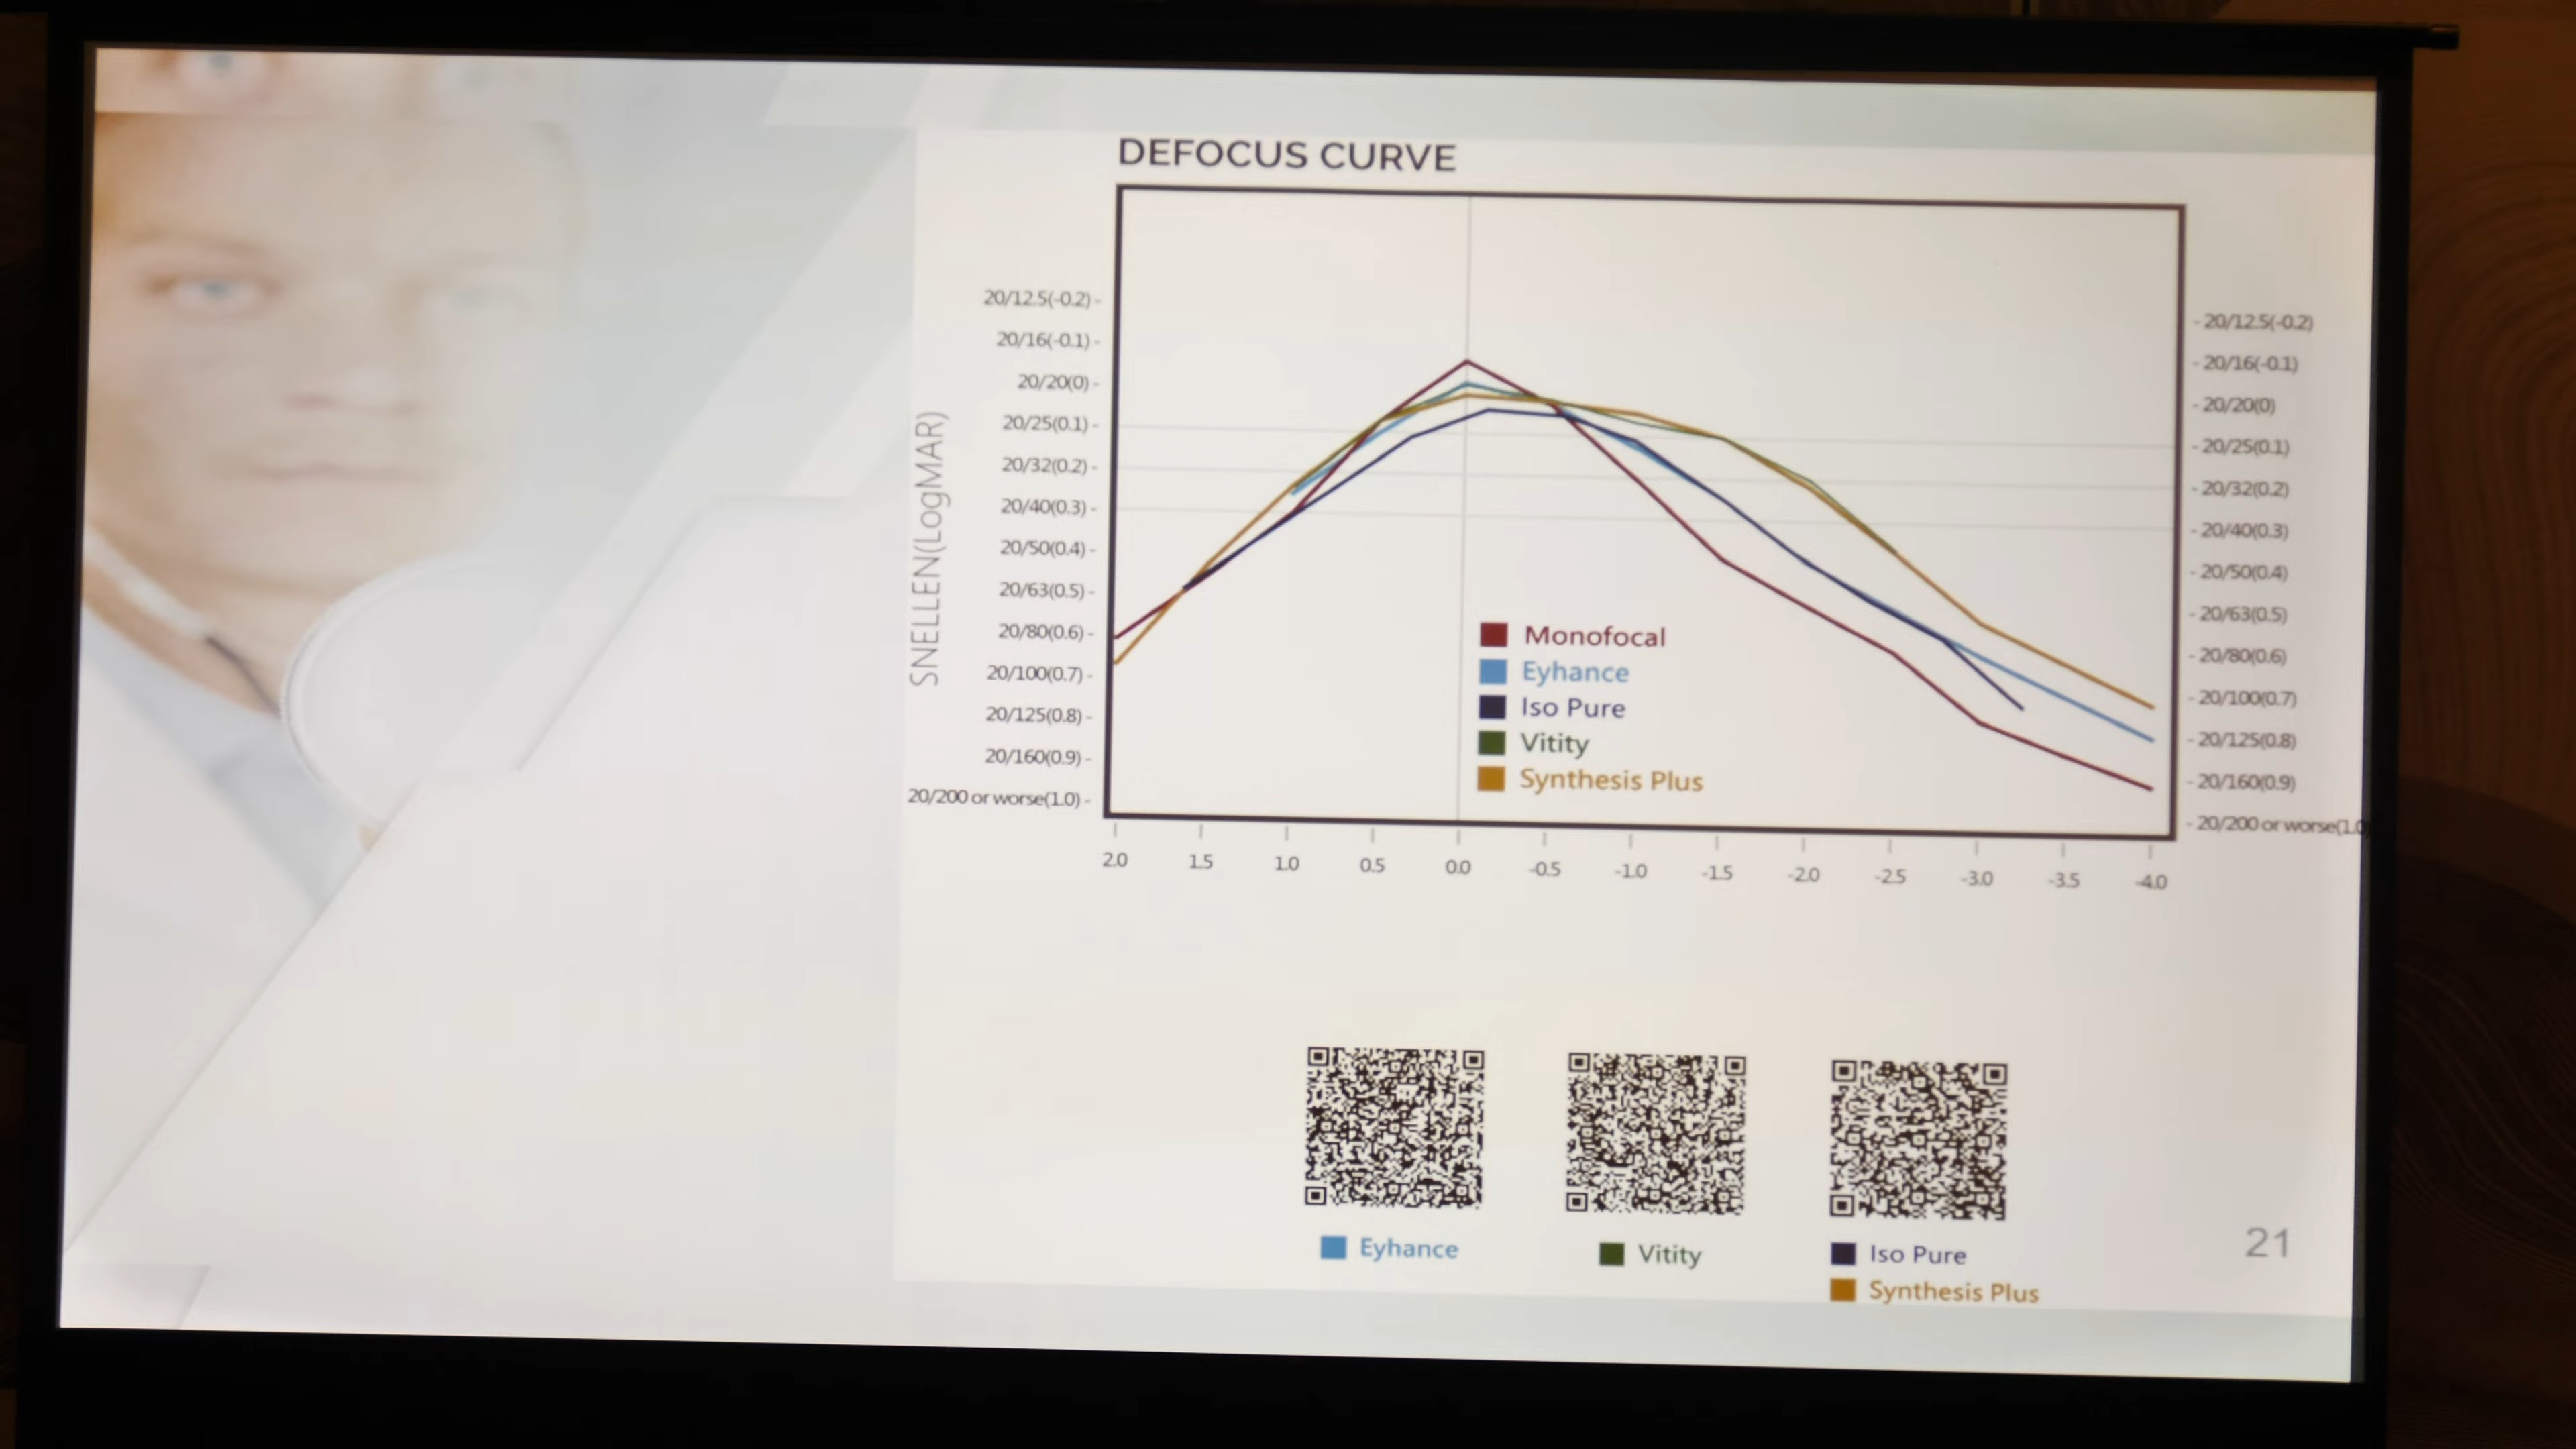 DEFOCUS CURVE
SNELLEN(LogMAR)
20/12.5(-0.2)
20/16(-0.1)
20/20(0)
20/25(0.1)
20/32(0.2)
20/40(0.3)
20/50(0.4)
20/63(0.5)
20/80(0.6)
20/100(0.7)
20/125(0.8)
20/160(0.9)
20/200 or worse(1.0)
20/12.5(-0.2)
20/16(-0.1)
20/20(0)
20/25(0.1)
20/32(0.2)
20/40(0.3)
20/50(0.4)
20/63(0.5)
20/80(0.6)
20/100(0.7)
20/125(0.8)
20/160(0.9)
20/200 or worse(1.0
Monofocal
Eyhance
Iso Pure
Vitity
Synthesis Plus
2.0 1.5 1.0 0.5 0.0 -0.5 -1.0 -1.5 -2.0 -2.5 -3.0 -3.5 -4.0
Eyhance
Vitity
Iso Pure
Synthesis Plus
21